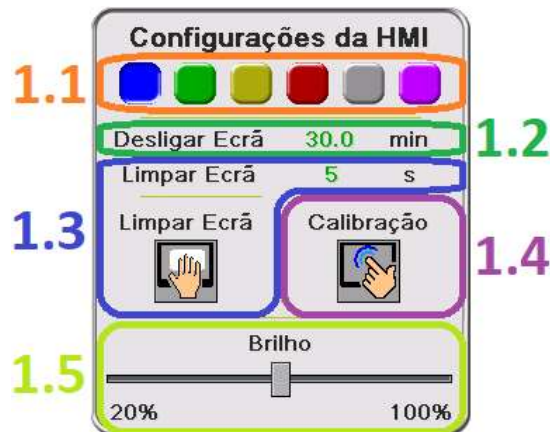 Configurações da HMI
1.1
Desligar Ecrã 30.0 min
1.2
Limpar Ecrã 5 s
1.3
Limpar Ecrã
Calibração
1.4
Brilho
1.5
20% 100%